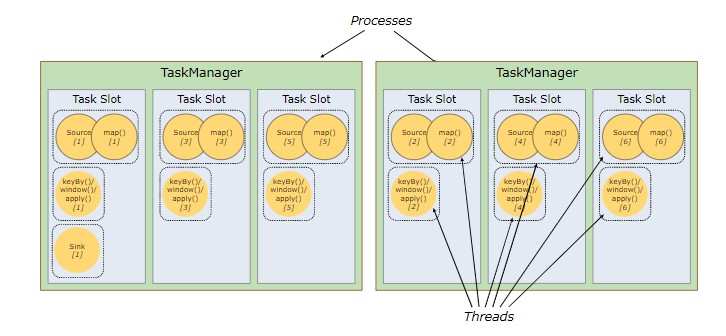 Processes
TaskManager
TaskManager
Task Slot
Task Slot
Task Slot
Task Slot
Task Slot
Task Slot
Source
[1]
map()
[1]
Source
[3]
map()
[3]
Source
[5]
map()
[5]
Source
[2]
map()
[2]
Source
[4]
map()
[4]
Source
[6]
map()
[6]
keyBy()/
window()/
apply()
[1]
keyBy()/
window()/
apply()
[3]
keyBy()/
window()/
apply()
[5]
keyBy()/
window()/
apply()
[2]
keyBy()/
window()/
apply()
[4]
keyBy()/
window()/
apply()
[6]
Sink
[1]
Threads